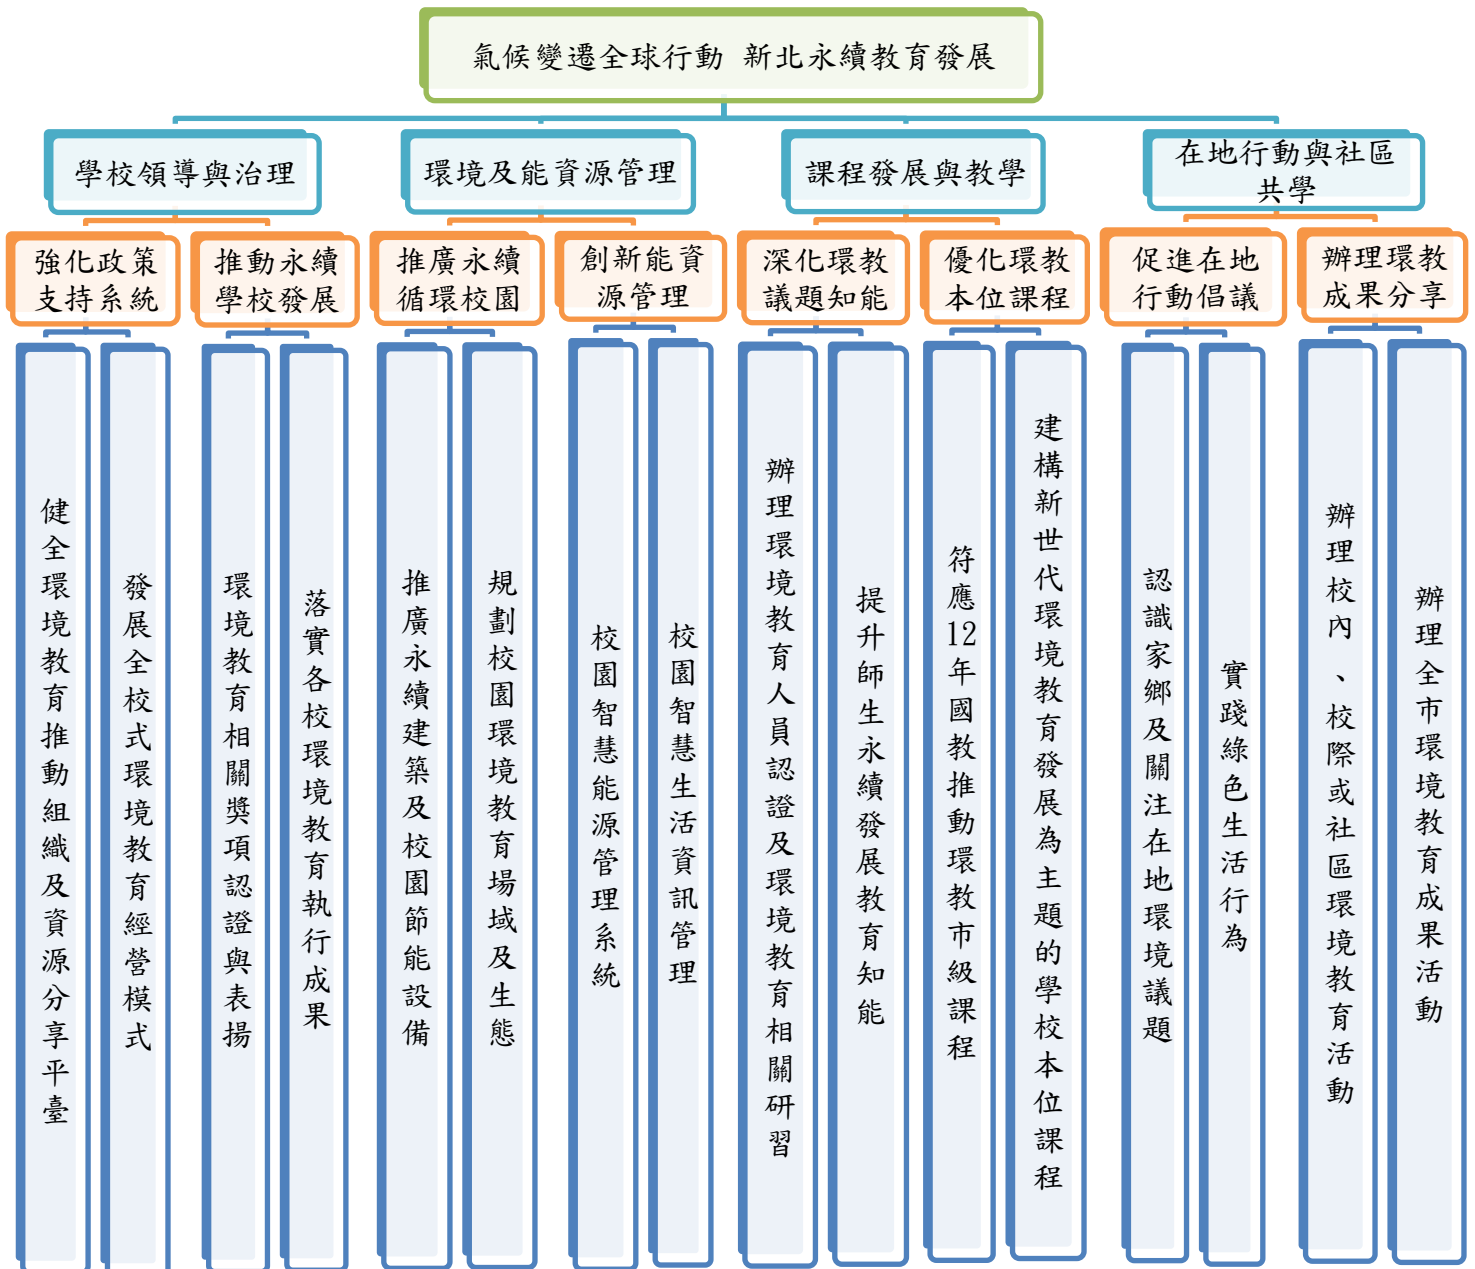 氣候變遷全球行動 新北永續教育發展
學校領導與治理
環境及能資源管理
課程發展與教學
在地行動與社區
共學
強化政策
支持系統
推動永續
學校發展
推廣永續
循環校園
創新能資
源管理
深化環教
議題知能
優化環教
本位課程
促進在地
行動倡議
辦理環教
成果分享
健全環境教育推動組織及資源分享平臺
發展全校式環境教育經營模式
環境教育相關獎項認證與表揚
落實各校環境教育執行成果
推廣永續建築及校園節能設備
規劃校園環境教育場域及生態
校園智慧能源管理系統
校園智慧生活資訊管理
辦理環境教育人員認證及環境教育相關研習
提升師生永續發展教育知能
符應12年國教推動環教市級課程
建構新世代環境教育發展為主題的學校本位課程
認識家鄉及關注在地環境議題
實踐綠色生活行為
辦理校內、校際或社區環境教育活動
辦理全市環境教育成果活動